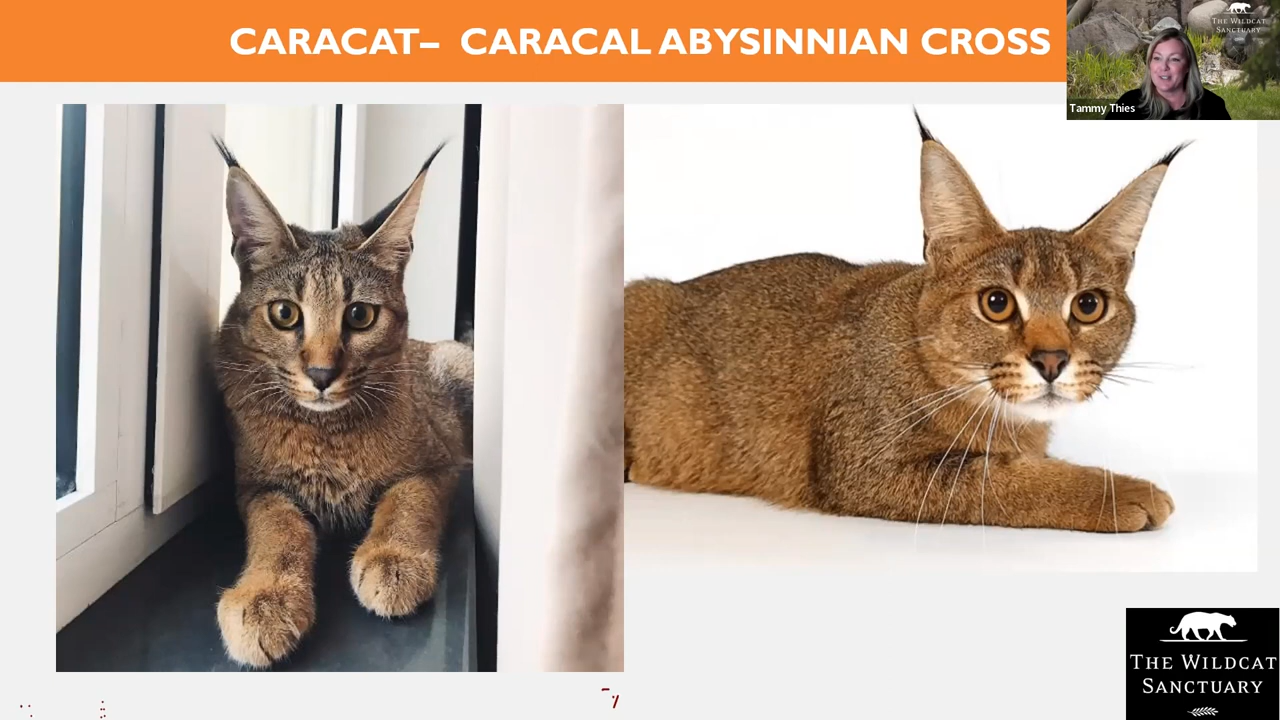 CARACAT– CARACAL ABYSINNIAN CROSS
THE WILDCAT
SANCTUARY
Tammy Thies
THE WILDCAT
SANCTUARY